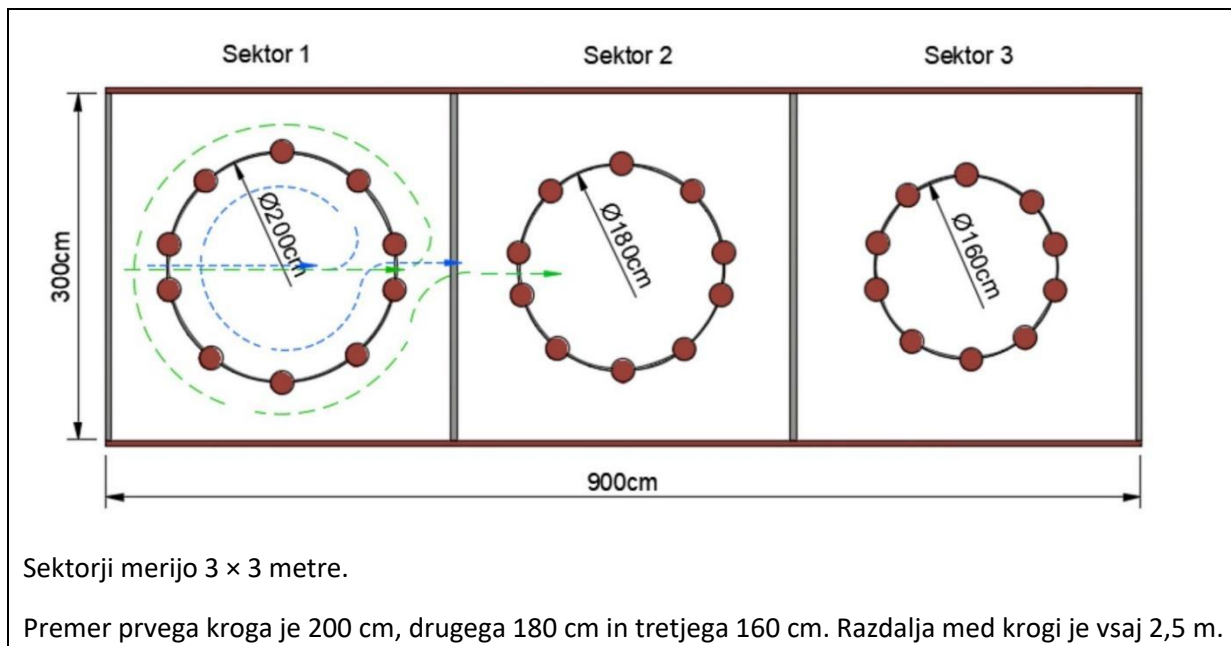 Sektor 1
Sektor 2
Sektor 3
300cm
Ø200cm
Ø180cm
Ø160cm
900cm
Sektorji merijo 3 × 3 metre.
Premer prvega kroga je 200 cm, drugega 180 cm in tretjega 160 cm. Razdalja med krogi je vsaj 2,5 m.